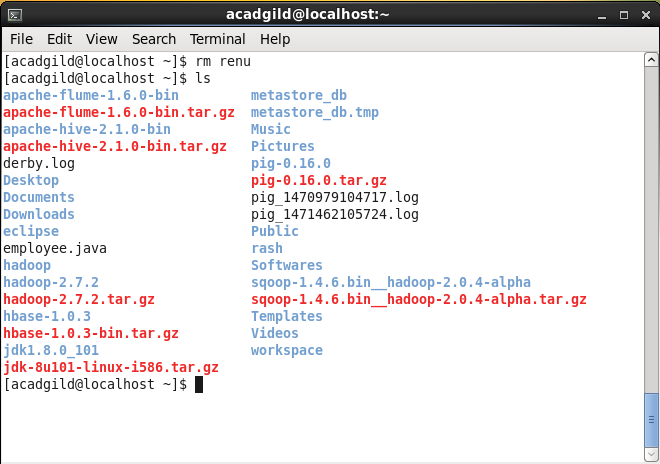 acadgild@localhost:~
File Edit View Search Terminal Help
[acadgild@localhost ~]$ rm renu
[acadgild@localhost ~]$ ls
apache-flume-1.6.0-bin metastore_db
apache-flume-1.6.0-bin.tar.gz metastore_db.tmp
apache-hive-2.1.0-bin Music
apache-hive-2.1.0-bin.tar.gz Pictures
derby.log pig-0.16.0
Desktop pig-0.16.0.tar.gz
Documents pig_1470979104717.log
Downloads pig_1471462105724.log
eclipse Public
employee.java rash
hadoop Softwares
hadoop-2.7.2 sqoop-1.4.6.bin__hadoop-2.0.4-alpha
hadoop-2.7.2.tar.gz sqoop-1.4.6.bin__hadoop-2.0.4-alpha.tar.gz
hbase-1.0.3 Templates
hbase-1.0.3-bin.tar.gz Videos
jdk1.8.0_101 workspace
jdk-8u101-linux-i586.tar.gz
[acadgild@localhost ~]$